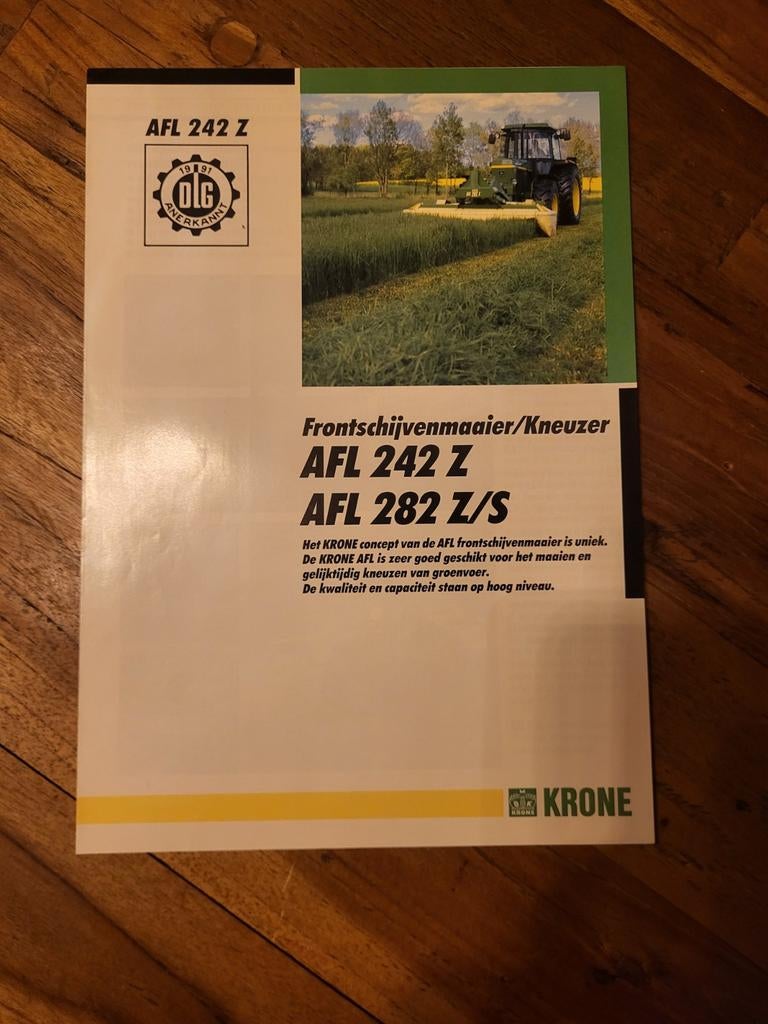 AFL 242 Z
1991
DLG
ANERKANNT
Frontschijvenmaaier/Kneuzer
AFL 242 Z
AFL 282 Z/S
Het KRONE concept van de AFL frontschijvenmaaier is uniek.
De KRONE AFL is zeer goed geschikt voor het maaien en
gelijktijdig kneuzen van groenvoer.
De kwaliteit en capaciteit staan op hoog niveau.
KRONE
KRONE